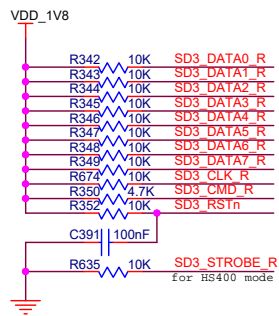 VDD_1V8
R342 10K SD3_DATA0_R
R343 10K SD3_DATA1_R
R344 10K SD3_DATA2_R
R345 10K SD3_DATA3_R
R346 10K SD3_DATA4_R
R347 10K SD3_DATA5_R
R348 10K SD3_DATA6_R
R349 10K SD3_DATA7_R
R674 10K SD3_CLK_R
R350 4.7K SD3_CMD_R
R352 10K SD3_RSTn
C391 100nF
R635 10K SD3_STROBE_R
for HS400 mode